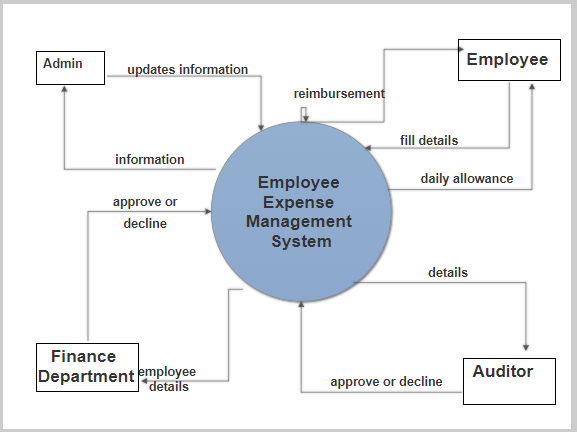 Admin
updates information
Employee
reimbursement
fill details
information
daily allowance
Employee
Expense
Management
System
approve or
decline
details
Finance
Department
employee
details
approve or decline
Auditor